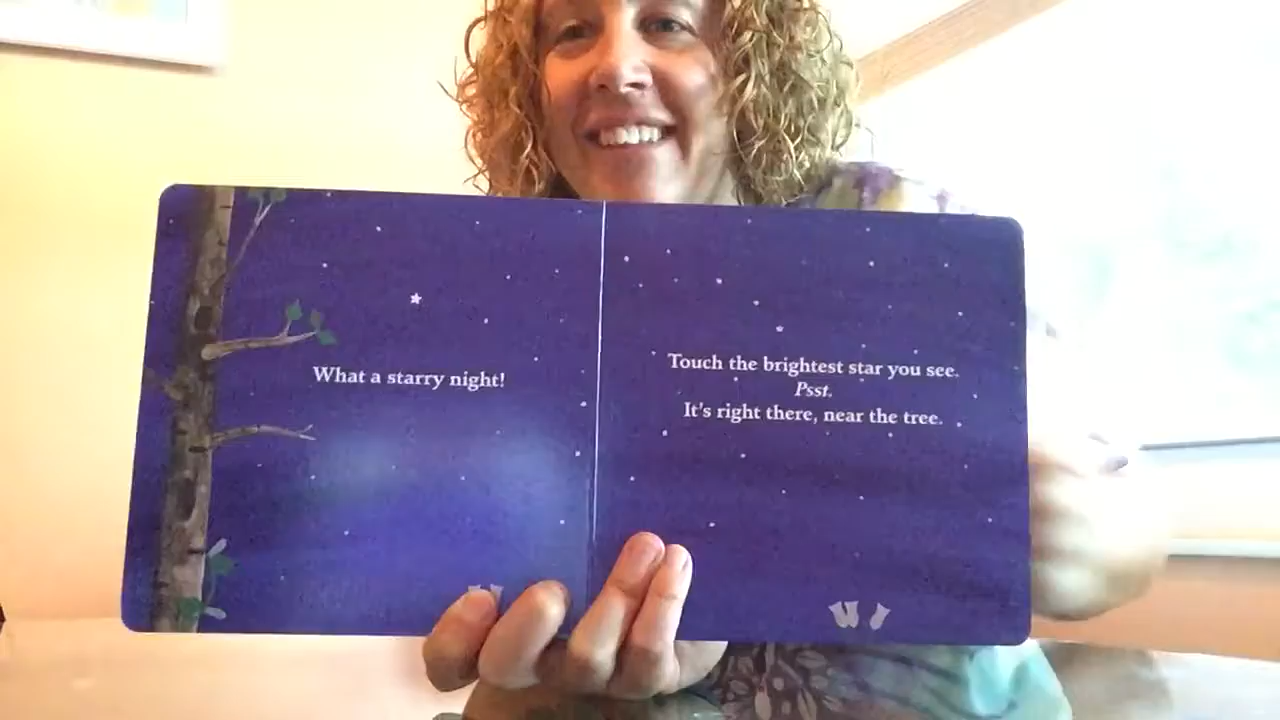 What a starry night!
Touch the brightest star you see.
Psst.
It's right there, near the tree.